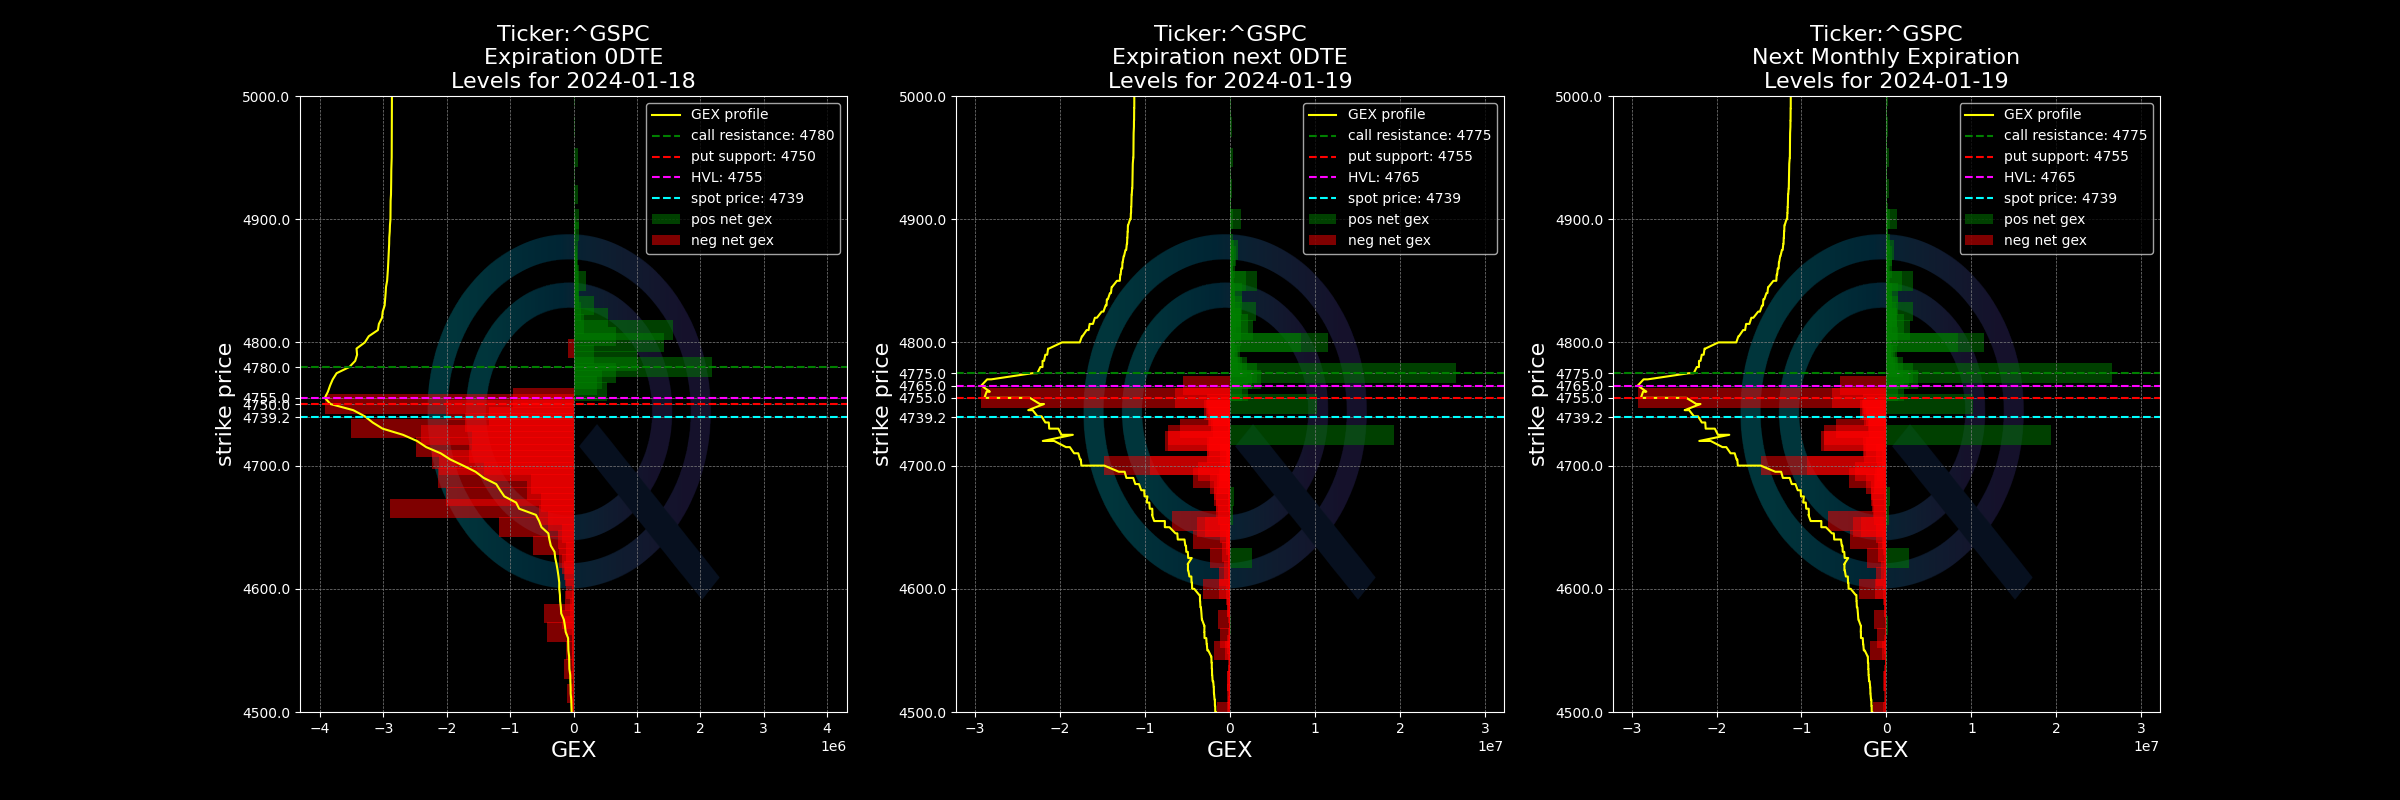 Ticker:^GSPC
Expiration 0DTE
Levels for 2024-01-18
GEX profile
call resistance: 4780
put support: 4750
HVL: 4755
spot price: 4739
pos net gex
neg net gex
5000.0
4900.0
4800.0
4780.0
4755.0
4750.0
4739.2
4700.0
4600.0
4500.0
strike price
−4 −3 −2 −1 0 1 2 3 4
1e6
GEX
Ticker:^GSPC
Expiration next 0DTE
Levels for 2024-01-19
GEX profile
call resistance: 4775
put support: 4755
HVL: 4765
spot price: 4739
pos net gex
neg net gex
5000.0
4900.0
4800.0
4775.0
4765.0
4755.0
4739.2
4700.0
4600.0
4500.0
strike price
−3 −2 −1 0 1 2 3
1e7
GEX
Ticker:^GSPC
Next Monthly Expiration
Levels for 2024-01-19
GEX profile
call resistance: 4775
put support: 4755
HVL: 4765
spot price: 4739
pos net gex
neg net gex
5000.0
4900.0
4800.0
4775.0
4765.0
4755.0
4739.2
4700.0
4600.0
4500.0
strike price
−3 −2 −1 0 1 2 3
1e7
GEX